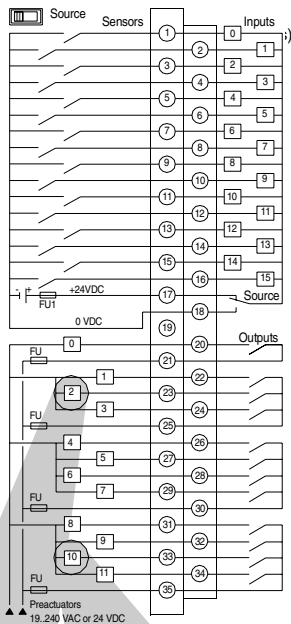 Source
Sensors
Inputs
1 0
2 1
3 2
4 3
5 4
6 5
7 6
8 7
9 8
10 9
11 10
12 11
13 12
14 13
15 14
16 15
- + +24VDC 17 Source
FU1
18
0 VDC
19
Outputs
0 20
FU 21
1 22
2 23
3 24
FU 25
4 26
5 27
6 28
7 29
FU 30
8 31
9 32
10 33
11 34
FU 35
Preactuators
19..240 VAC or 24 VDC